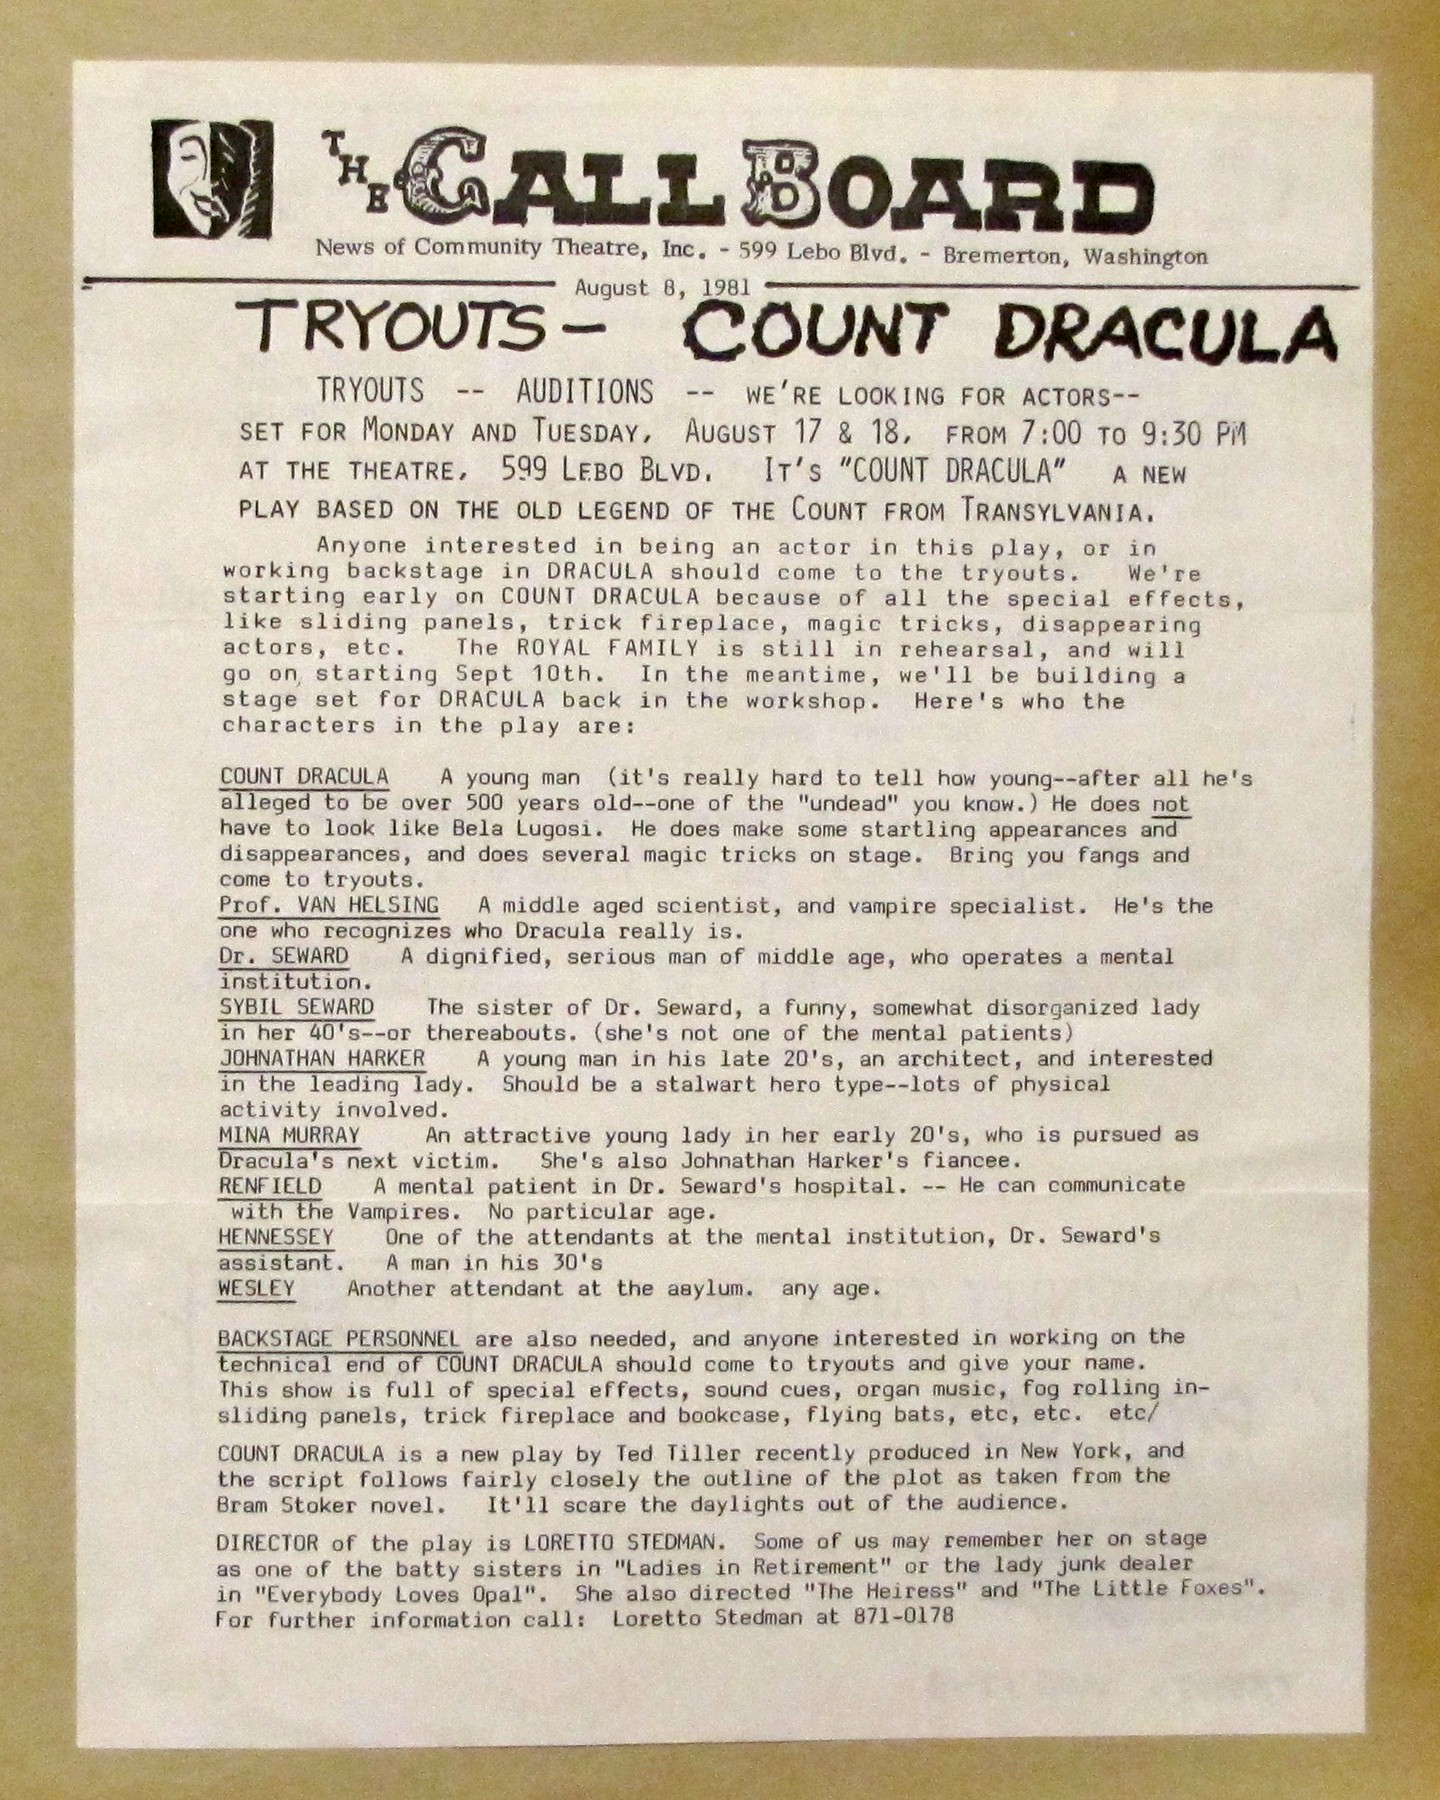 THE CALL BOARD
News of Community Theatre, Inc. - 599 Lebo Blvd. - Bremerton, Washington
August 8, 1981
TRYOUTS- COUNT DRACULA
TRYOUTS -- AUDITIONS -- WE'RE LOOKING FOR ACTORS--
SET FOR MONDAY AND TUESDAY, AUGUST 17 & 18, FROM 7:00 TO 9:30 PM
AT THE THEATRE, 599 LEBO BLVD. IT'S "COUNT DRACULA" A NEW
PLAY BASED ON THE OLD LEGEND OF THE COUNT FROM TRANSYLVANIA.
Anyone interested in being an actor in this play, or in
working backstage in DRACULA should come to the tryouts. We're
starting early on COUNT DRACULA because of all the special effects,
like sliding panels, trick fireplace, magic tricks, disappearing
actors, etc. The ROYAL FAMILY is still in rehearsal, and will
go on, starting Sept 10th. In the meantime, we'll be building a
stage set for DRACULA back in the workshop. Here's who the
characters in the play are:
COUNT DRACULA A young man (it's really hard to tell how young--after all he's
alleged to be over 500 years old--one of the "undead" you know.) He does not
have to look like Bela Lugosi. He does make some startling appearances and
disappearances, and does several magic tricks on stage. Bring you fangs and
come to tryouts.
Prof. VAN HELSING A middle aged scientist, and vampire specialist. He's the
one who recognizes who Dracula really is.
Dr. SEWARD A dignified, serious man of middle age, who operates a mental
institution.
SYBIL SEWARD The sister of Dr. Seward, a funny, somewhat disorganized lady
in her 40's--or thereabouts. (she's not one of the mental patients)
JOHNATHAN HARKER A young man in his late 20's, an architect, and interested
in the leading lady. Should be a stalwart hero type--lots of physical
activity involved.
MINA MURRAY An attractive young lady in her early 20's, who is pursued as
Dracula's next victim. She's also Johnathan Harker's fiancee.
RENFIELD A mental patient in Dr. Seward's hospital. -- He can communicate
with the Vampires. No particular age.
HENNESSEY One of the attendants at the mental institution, Dr. Seward's
assistant. A man in his 30's
WESLEY Another attendant at the asylum. any age.
BACKSTAGE PERSONNEL are also needed, and anyone interested in working on the
technical end of COUNT DRACULA should come to tryouts and give your name.
This show is full of special effects, sound cues, organ music, fog rolling in-
sliding panels, trick fireplace and bookcase, flying bats, etc, etc. etc/
COUNT DRACULA is a new play by Ted Tiller recently produced in New York, and
the script follows fairly closely the outline of the plot as taken from the
Bram Stoker novel. It'll scare the daylights out of the audience.
DIRECTOR of the play is LORETTO STEDMAN. Some of us may remember her on stage
as one of the batty sisters in "Ladies in Retirement" or the lady junk dealer
in "Everybody Loves Opal". She also directed "The Heiress" and "The Little Foxes".
For further information call: Loretto Stedman at 871-0178